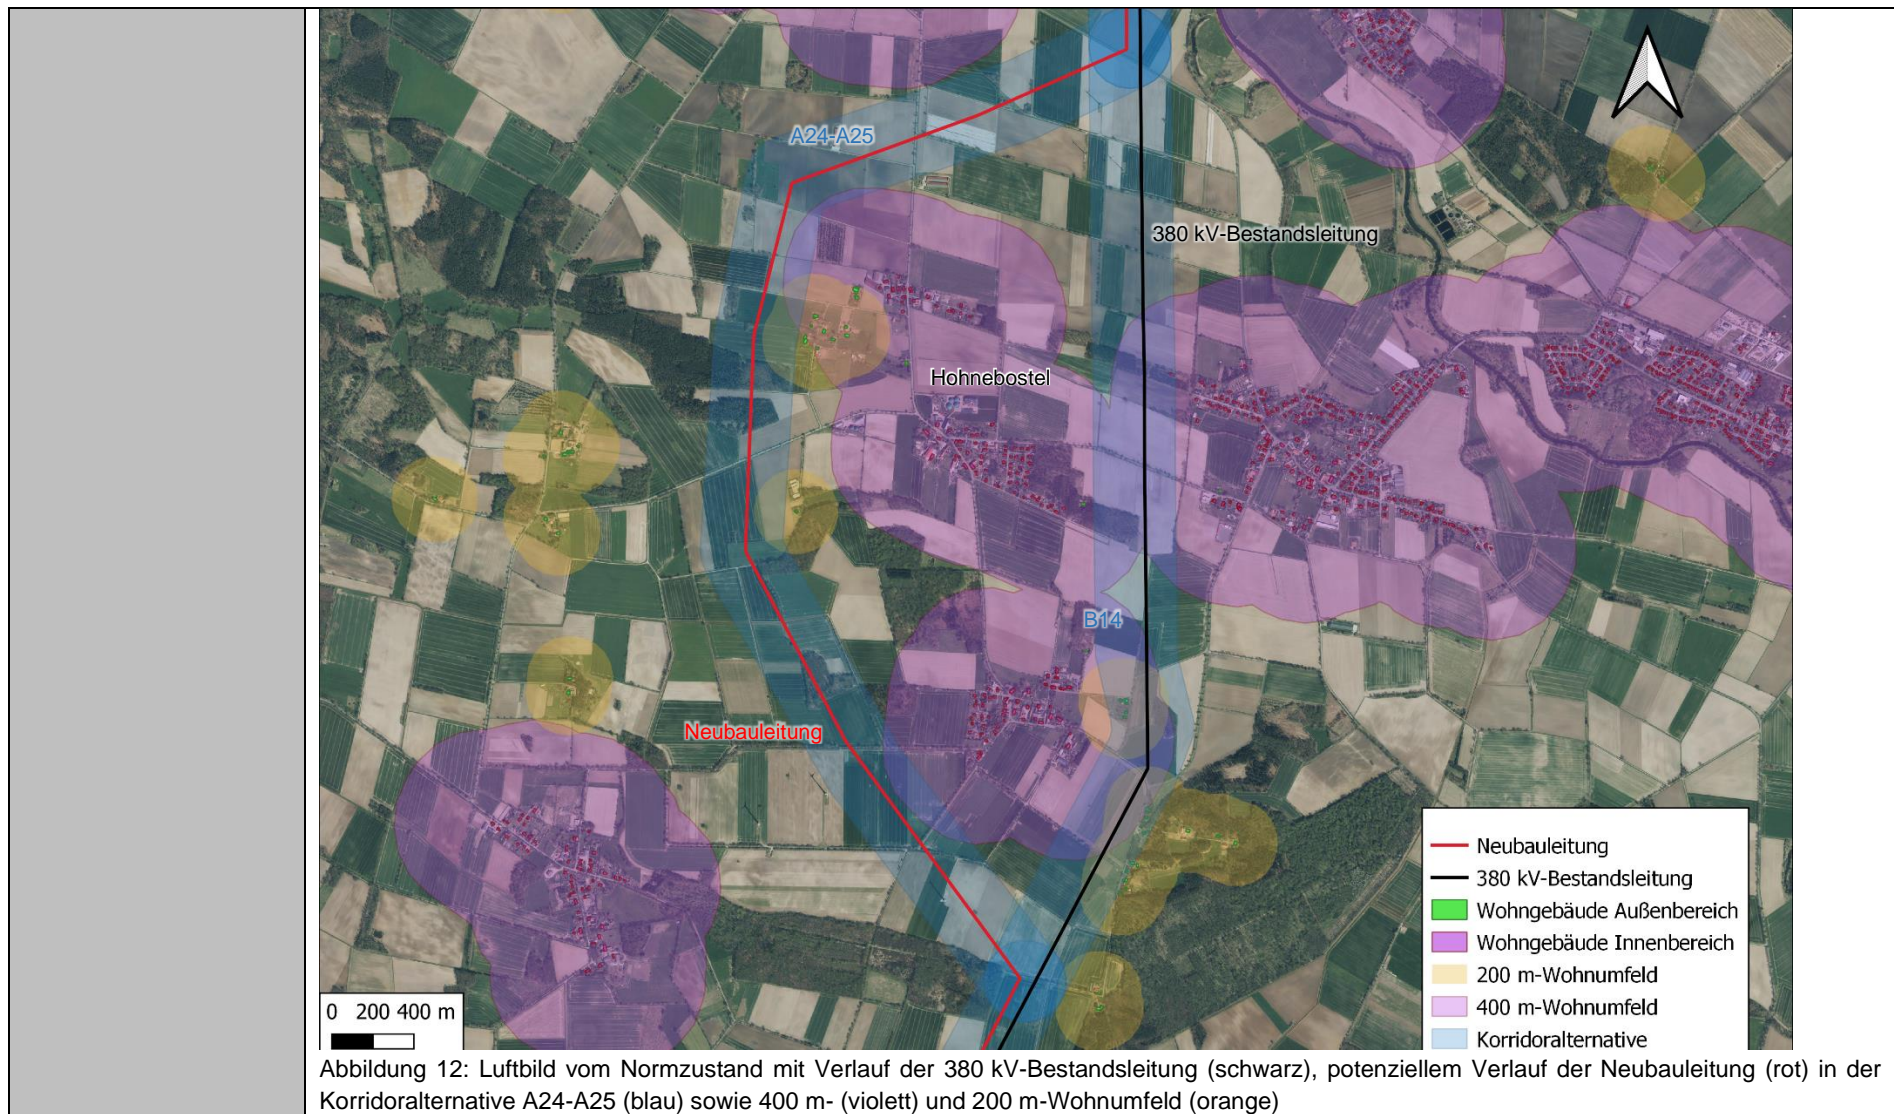 A24-A25
380 kV-Bestandsleitung
Hohnebostel
B14
Neubauleitung
Neubauleitung
380 kV-Bestandsleitung
Wohngebäude Außenbereich
Wohngebäude Innenbereich
200 m-Wohnumfeld
400 m-Wohnumfeld
Korridoralternative
0 200 400 m
Abbildung 12: Luftbild vom Normzustand mit Verlauf der 380 kV-Bestandsleitung (schwarz), potenziellem Verlauf der Neubauleitung (rot) in der
Korridoralternative A24-A25 (blau) sowie 400 m- (violett) und 200 m-Wohnumfeld (orange)